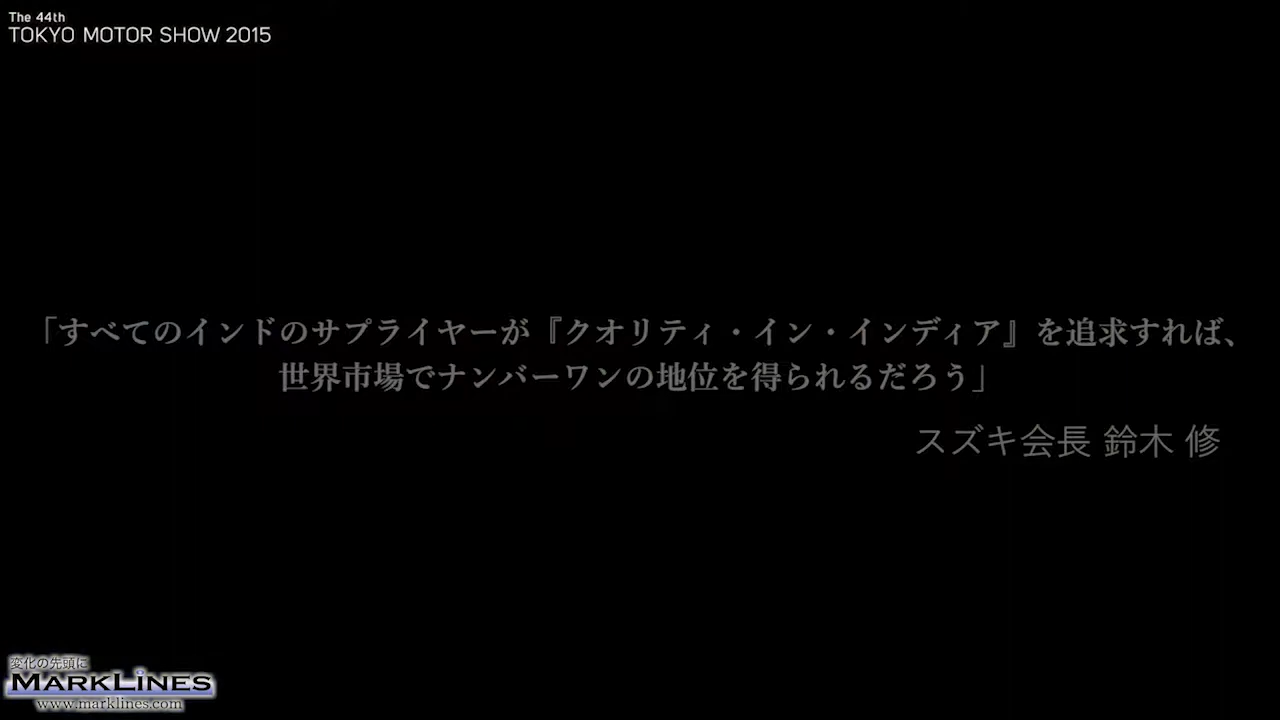 The 44th
TOKYO MOTOR SHOW 2015
「すべてのインドのサプライヤーが『クオリティ・イン・インディア』を追求すれば、
世界市場でナンバーワンの地位を得られるだろう」
スズキ会長 鈴木 修
変化の先頭に
MARKLINES
www.marklines.com